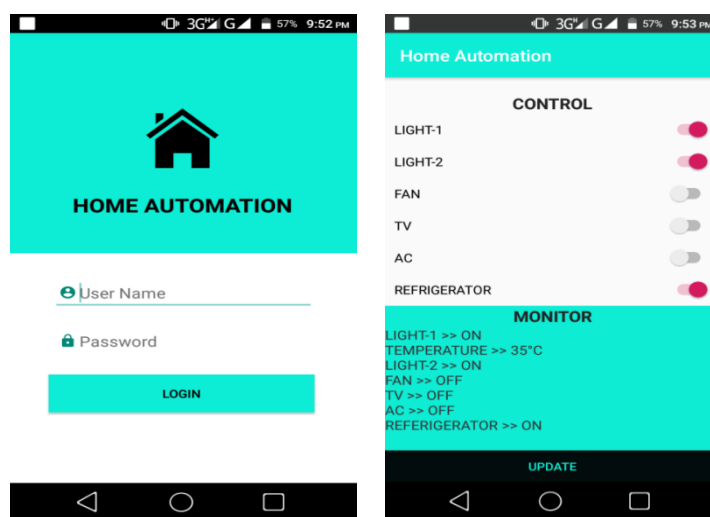 3G H+ G 57% 9:52 PM
HOME AUTOMATION
User Name
Password
LOGIN
3G H G 57% 9:53 PM
Home Automation
CONTROL
LIGHT-1
LIGHT-2
FAN
TV
AC
REFRIGERATOR
MONITOR
LIGHT-1 >> ON
TEMPERATURE >> 35°C
LIGHT-2 >> ON
FAN >> OFF
TV >> OFF
AC >> OFF
REFERIGERATOR >> ON
UPDATE